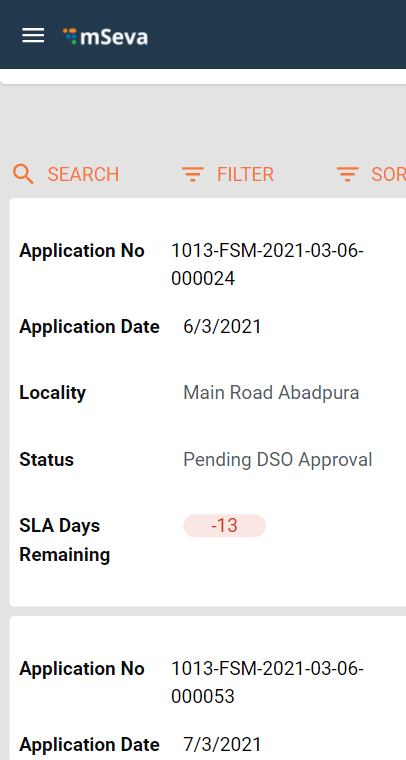 mSeva
SEARCH FILTER SOR
Application No 1013-FSM-2021-03-06-
000024
Application Date 6/3/2021
Locality Main Road Abadpura
Status Pending DSO Approval
SLA Days -13
Remaining
Application No 1013-FSM-2021-03-06-
000053
Application Date 7/3/2021